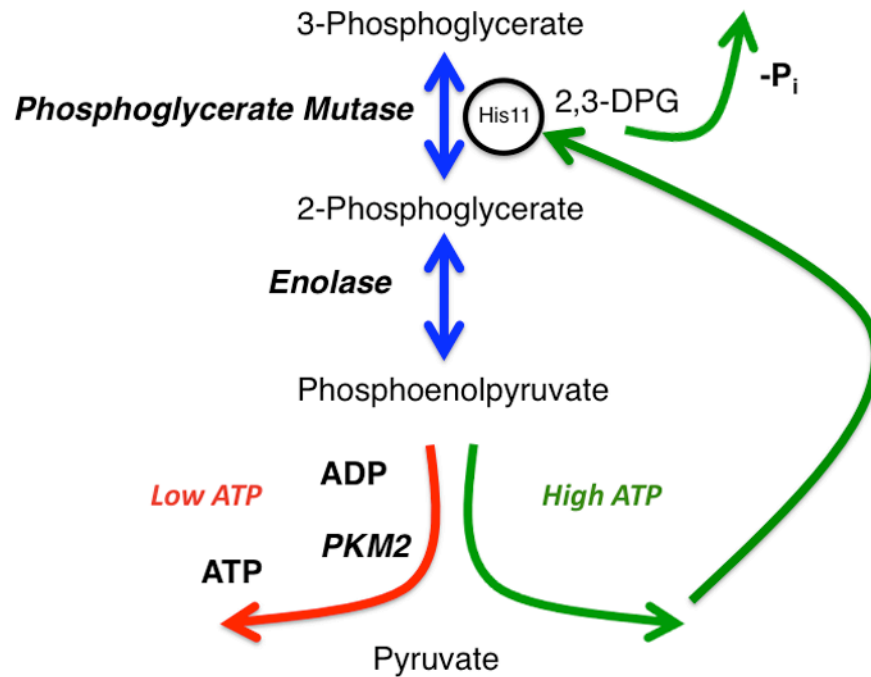 3-Phosphoglycerate
-Pi
Phosphoglycerate Mutase
His11
2,3-DPG
2-Phosphoglycerate
Enolase
Phosphoenolpyruvate
Low ATP
ADP
High ATP
PKM2
ATP
Pyruvate